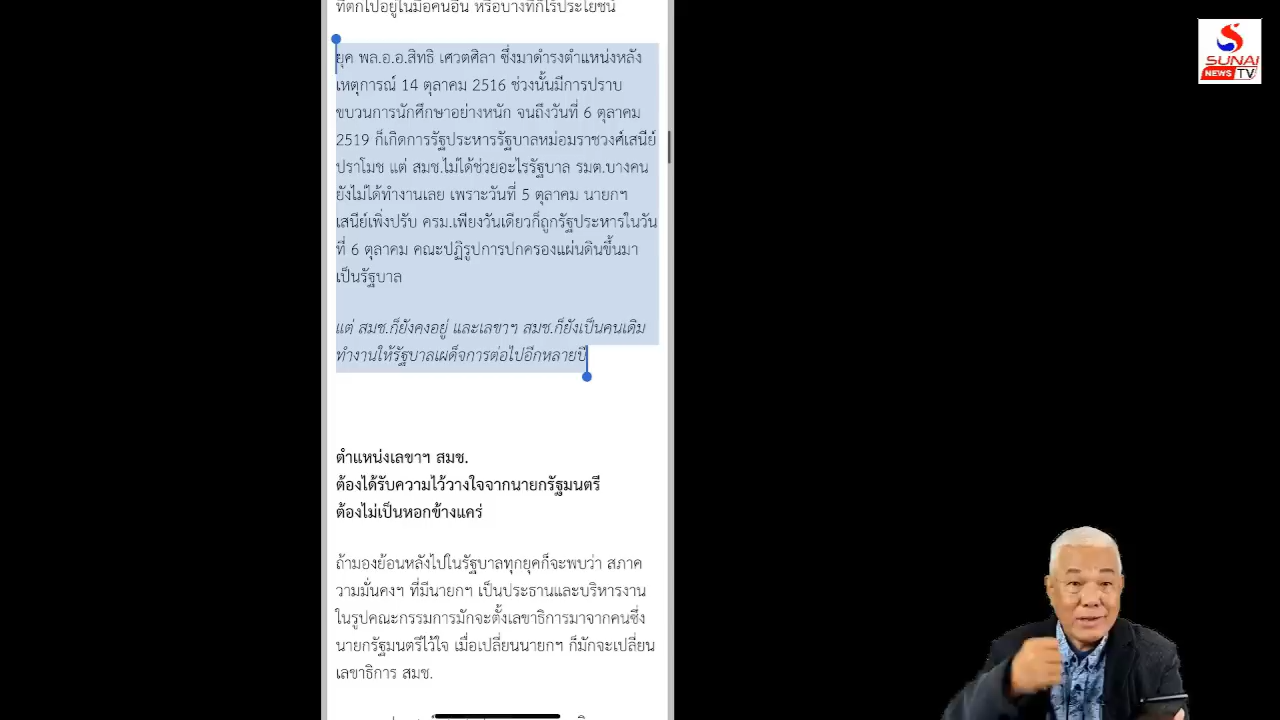 ที่ตกไปอยู่ในมือคนอื่น หรือบางที่ก็ไร้ประโยชน์
ยุค พล.อ.อ.สิทธิ เศวตศิลา ซึ่งมาดำรงตำแหน่งหลัง
เหตุการณ์ 14 ตุลาคม 2516 ช่วงนั้นมีการปราบ
ขบวนการนักศึกษาอย่างหนัก จนถึงวันที่ 6 ตุลาคม
2519 ก็เกิดการรัฐประหารรัฐบาลหม่อมราชวงศ์เสนีย์
ปราโมช แต่ สมช.ไม่ได้ช่วยอะไรรัฐบาล รมต.บางคน
ยังไม่ได้ทำงานเลย เพราะวันที่ 5 ตุลาคม นายกฯ
เสนีย์เพิ่งปรับ ครม.เพียงวันเดียวก็ถูกรัฐประหารในวัน
ที่ 6 ตุลาคม คณะปฏิรูปการปกครองแผ่นดินขึ้นมา
เป็นรัฐบาล
แต่ สมช.ก็ยังคงอยู่ และเลขาฯ สมช.ก็ยังเป็นคนเดิม
ทำงานให้รัฐบาลเผด็จการต่อไปอีกหลายปี
ตำแหน่งเลขาฯ สมช.
ต้องได้รับความไว้วางใจจากนายกรัฐมนตรี
ต้องไม่เป็นหอกข้างแคร่
ถ้ามองย้อนหลังไปในรัฐบาลทุกยุคก็จะพบว่า สภาค
วามมั่นคงฯ ที่มีนายกฯ เป็นประธานและบริหารงาน
ในรูปคณะกรรมการมักจะตั้งเลขาธิการมาจากคนซึ่ง
นายกรัฐมนตรีไว้ใจ เมื่อเปลี่ยนนายกฯ ก็มักจะเปลี่ยน
เลขาธิการ สมช.
SUNAI
NEWS TV